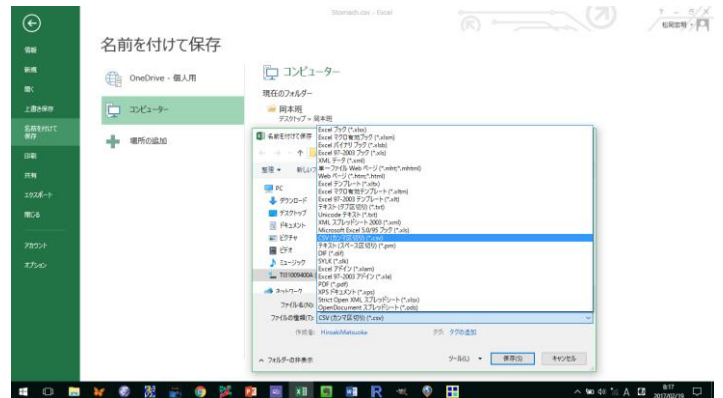 Stomach.csv - Excel
名前を付けて保存
情報
新規
開く
上書き保存
名前を付けて
保存
印刷
共有
エクスポート
閉じる
アカウント
オプション
OneDrive - 個人用
コンピューター
場所の追加
コンピューター
現在のフォルダー
岡本班
デスクトップ » 岡本班
名前を付けて保存
Excel ブック (*.xlsx)
Excel マクロ有効ブック (*.xlsm)
Excel バイナリ ブック (*.xlsb)
Excel 97-2003 ブック (*.xls)
XML データ (*.xml)
単一ファイル Web ページ (*.mht;*.mhtml)
Web ページ (*.htm;*.html)
Excel テンプレート (*.xltx)
Excel マクロ有効テンプレート (*.xltm)
Excel 97-2003 テンプレート (*.xlt)
テキスト (タブ区切り) (*.txt)
Unicode テキスト (*.txt)
XML スプレッドシート 2003 (*.xml)
Microsoft Excel 5.0/95 ブック (*.xls)
CSV (カンマ区切り) (*.csv)
テキスト (スペース区切り) (*.prn)
DIF (*.dif)
SYLK (*.slk)
Excel アドイン (*.xlam)
Excel 97-2003 アドイン (*.xla)
PDF (*.pdf)
XPS ドキュメント (*.xps)
Strict Open XML スプレッドシート (*.xlsx)
OpenDocument スプレッドシート (*.ods)
整理
PC
ダウンロード
デスクトップ
ドキュメント
ピクチャ
ビデオ
ミュージック
TI31009400A
ネットワーク
ファイル名(N):
ファイルの種類(T): CSV (カンマ区切り) (*.csv)
作成者: HiroakiMatsuoka
タグ: タグの追加
フォルダーの非表示
ツール(L)
保存(S)
キャンセル
A
8:17
2017/02/19